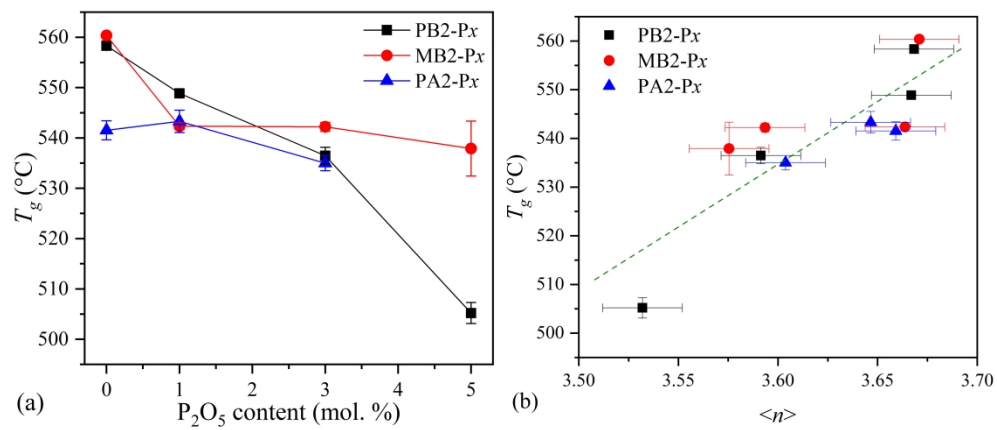 PB2-Px
MB2-Px
PA2-Px
560
550
540
530
520
510
500
T_g (°C)
0 1 2 3 4 5
(a) P₂O₅ content (mol. %)
PB2-Px
MB2-Px
PA2-Px
560
550
540
530
520
510
500
T_g (°C)
3.50 3.55 3.60 3.65 3.70
(b) <n>